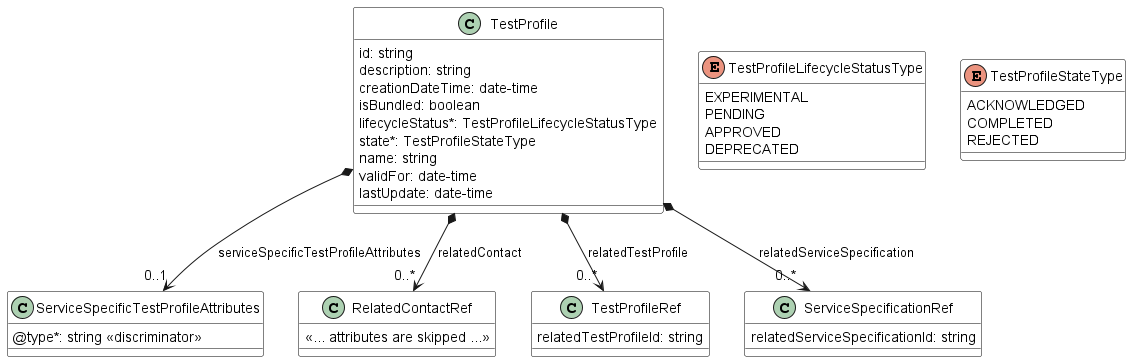 C TestProfile
id: string
description: string
creationDateTime: date-time
isBundled: boolean
lifecycleStatus*: TestProfileLifecycleStatusType
state*: TestProfileStateType
name: string
validFor: date-time
lastUpdate: date-time
E TestProfileLifecycleStatusType
EXPERIMENTAL
PENDING
APPROVED
DEPRECATED
E TestProfileStateType
ACKNOWLEDGED
COMPLETED
REJECTED
serviceSpecificTestProfileAttributes
relatedContact
relatedTestProfile
relatedServiceSpecification
0..1
0..*
0..*
0..*
C ServiceSpecificTestProfileAttributes
@type*: string «discriminator»
C RelatedContactRef
«... attributes are skipped ...»
C TestProfileRef
relatedTestProfileId: string
C ServiceSpecificationRef
relatedServiceSpecificationId: string